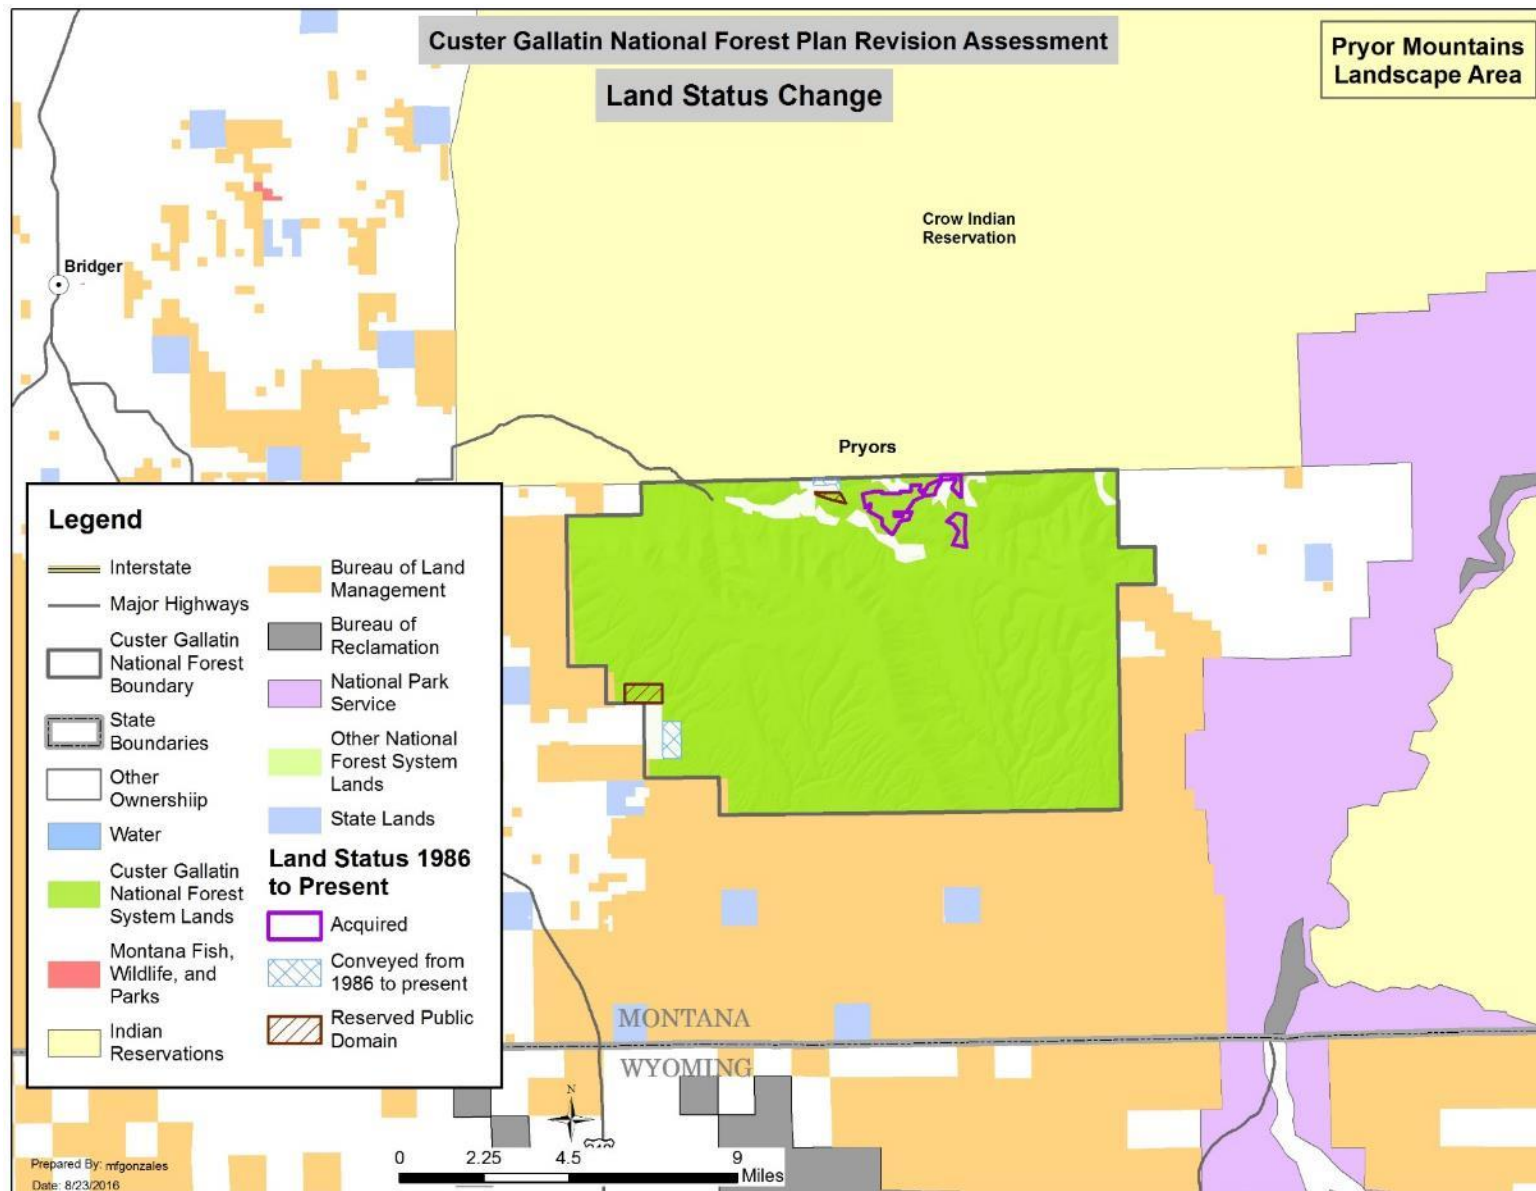 Custer Gallatin National Forest Plan Revision Assessment
Land Status Change
Pryor Mountains
Landscape Area
Crow Indian
Reservation
Bridger
Pryors
Legend
Interstate
Major Highways
Custer Gallatin
National Forest
Boundary
State
Boundaries
Other
Ownershiip
Water
Custer Gallatin
National Forest
System Lands
Montana Fish,
Wildlife, and
Parks
Indian
Reservations
Bureau of Land
Management
Bureau of
Reclamation
National Park
Service
Other National
Forest System
Lands
State Lands
Land Status 1986
to Present
Acquired
Conveyed from
1986 to present
Reserved Public
Domain
MONTANA
WYOMING
N
0 2.25 4.5 9
Miles
Prepared By: mfgonzales
Date: 8/23/2016